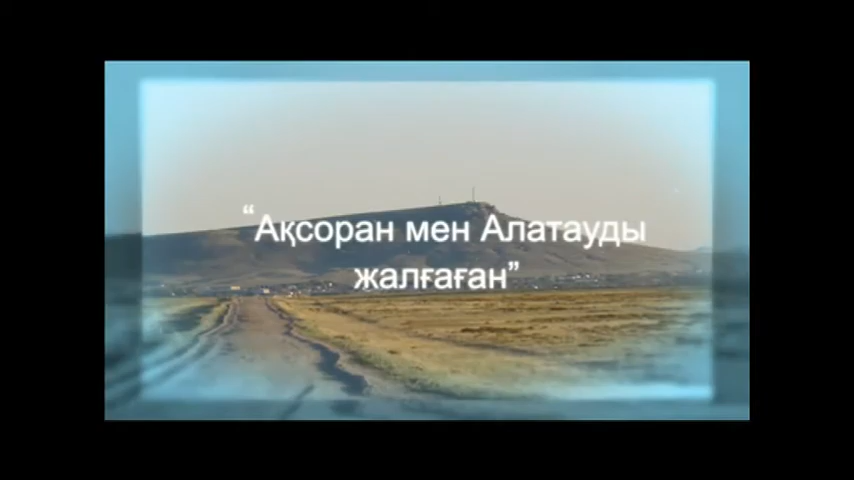 “Ақсоран мен Алатауды
жалғаған”